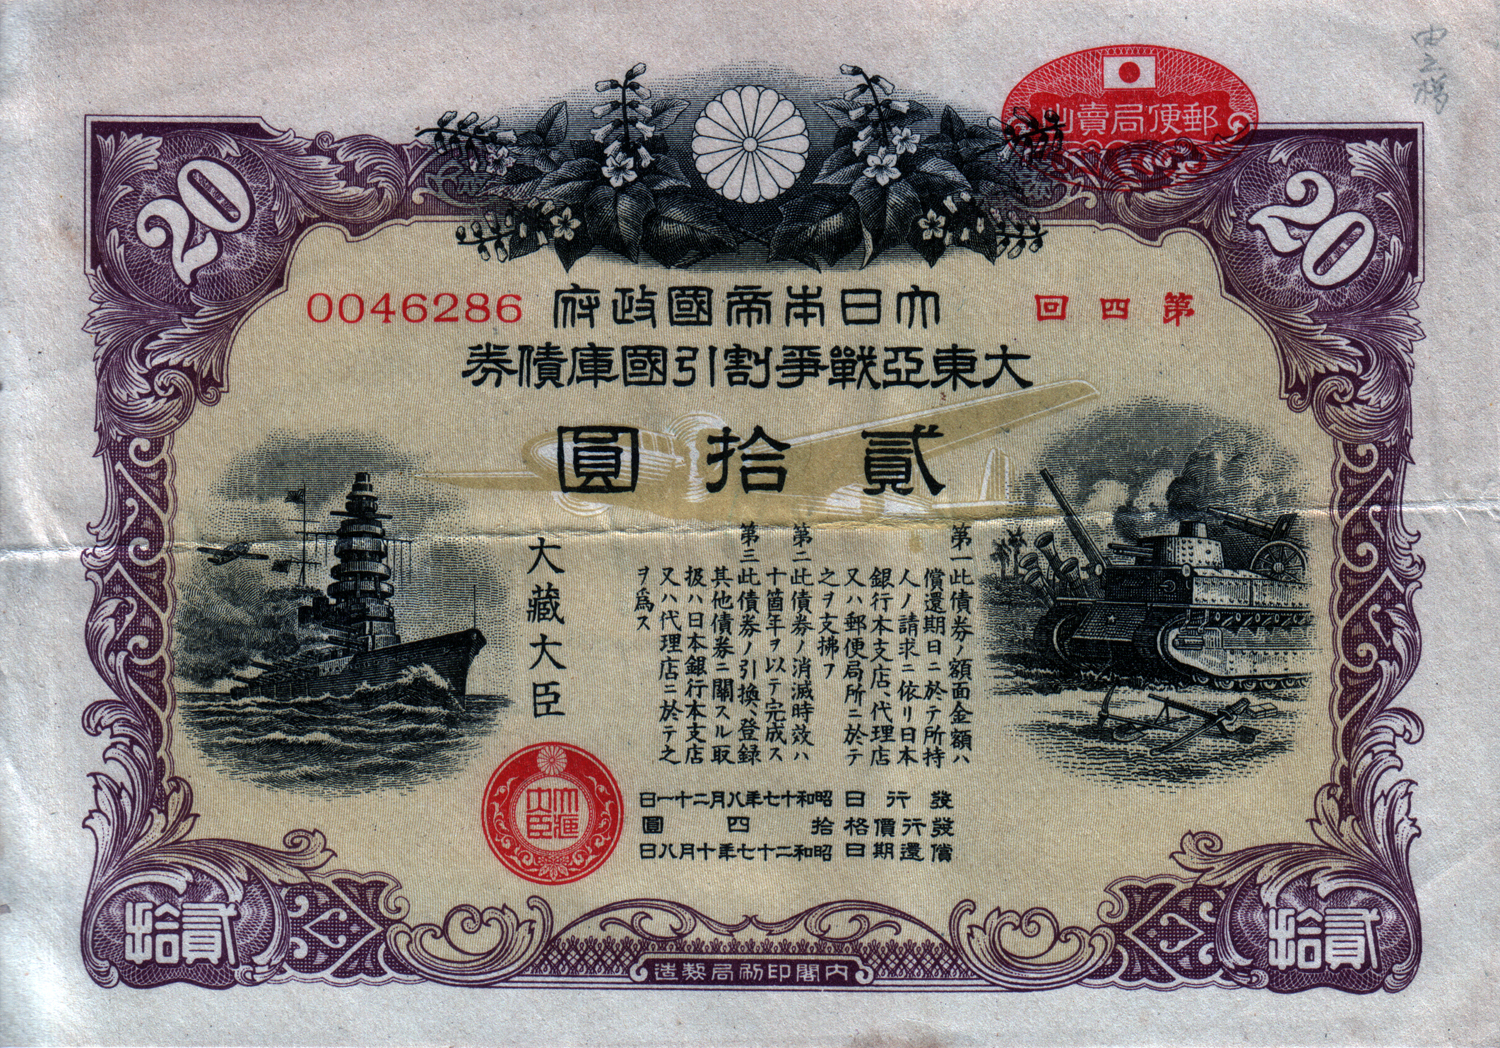 郵便局賣出
20
20
第四回
大日本帝國政府
0046286
大東亞戰爭割引國庫債券
貳拾圓
第一 此債券ノ額面金額ハ
償還期日ニ於テ所持
人ノ請求ニ依リ日本
銀行本支店、代理店
又ハ郵便局所ニ於テ
之ヲ支拂フ
第二 此債券ノ消滅時效ハ
十箇年ヲ以テ完成ス
第三 此債券ノ引換、登録
其他債券ニ關スル取
扱ハ日本銀行本支店
又ハ代理店ニ於テ之
ヲ爲ス
大藏大臣
大藏
大臣
發行日 昭和十七年八月二十一日
發行價格 拾四圓
償還期日 昭和二十七年十月八日
貳拾
貳拾
內閣印刷局製造